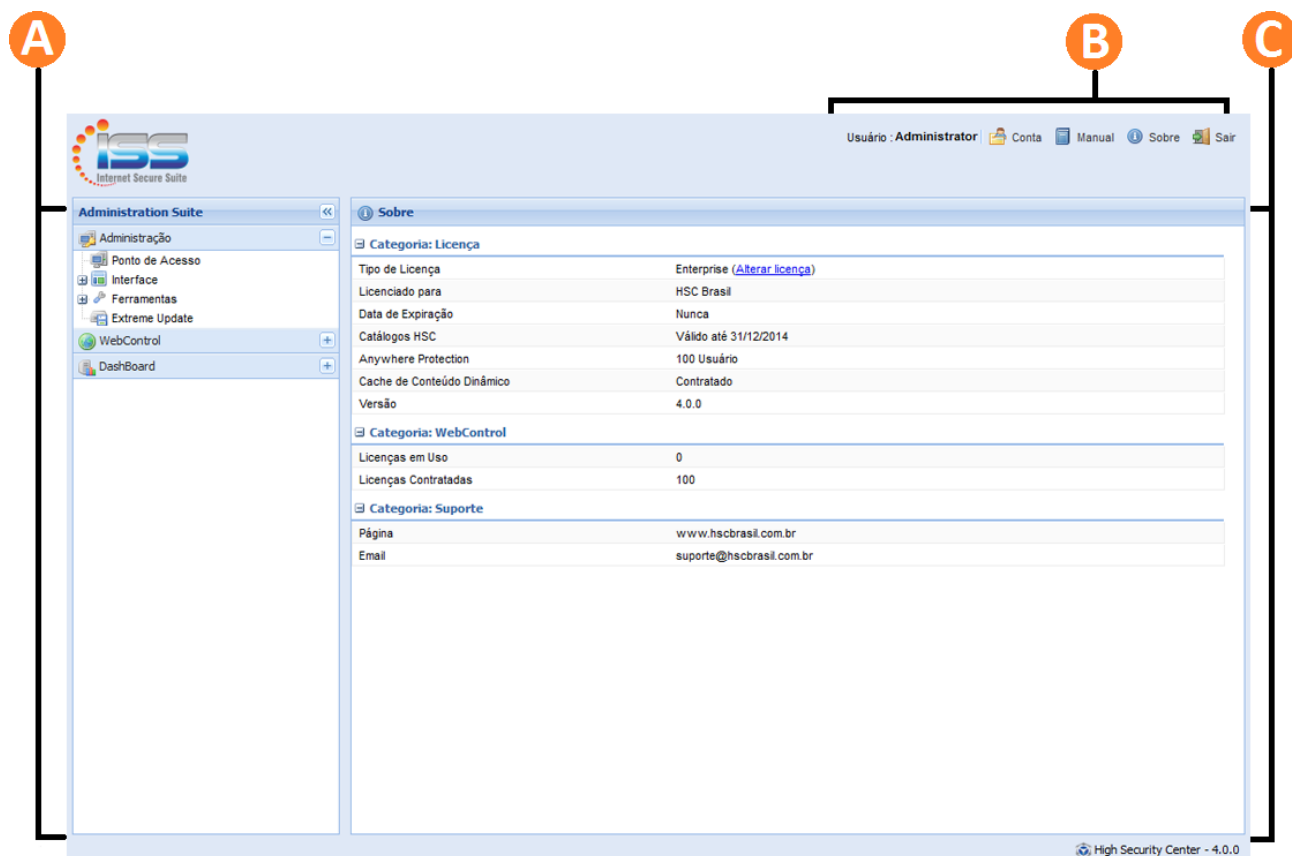 A
B
C
iSS
Internet Secure Suite
Usuário : Administrator Conta Manual Sobre Sair
Administration Suite
Administração
Ponto de Acesso
Interface
Ferramentas
Extreme Update
WebControl
DashBoard
Sobre
Categoria: Licença
Tipo de Licença Enterprise (Alterar licença)
Licenciado para HSC Brasil
Data de Expiração Nunca
Catálogos HSC Válido até 31/12/2014
Anywhere Protection 100 Usuário
Cache de Conteúdo Dinâmico Contratado
Versão 4.0.0
Categoria: WebControl
Licenças em Uso 0
Licenças Contratadas 100
Categoria: Suporte
Página www.hscbrasil.com.br
Email suporte@hscbrasil.com.br
High Security Center - 4.0.0